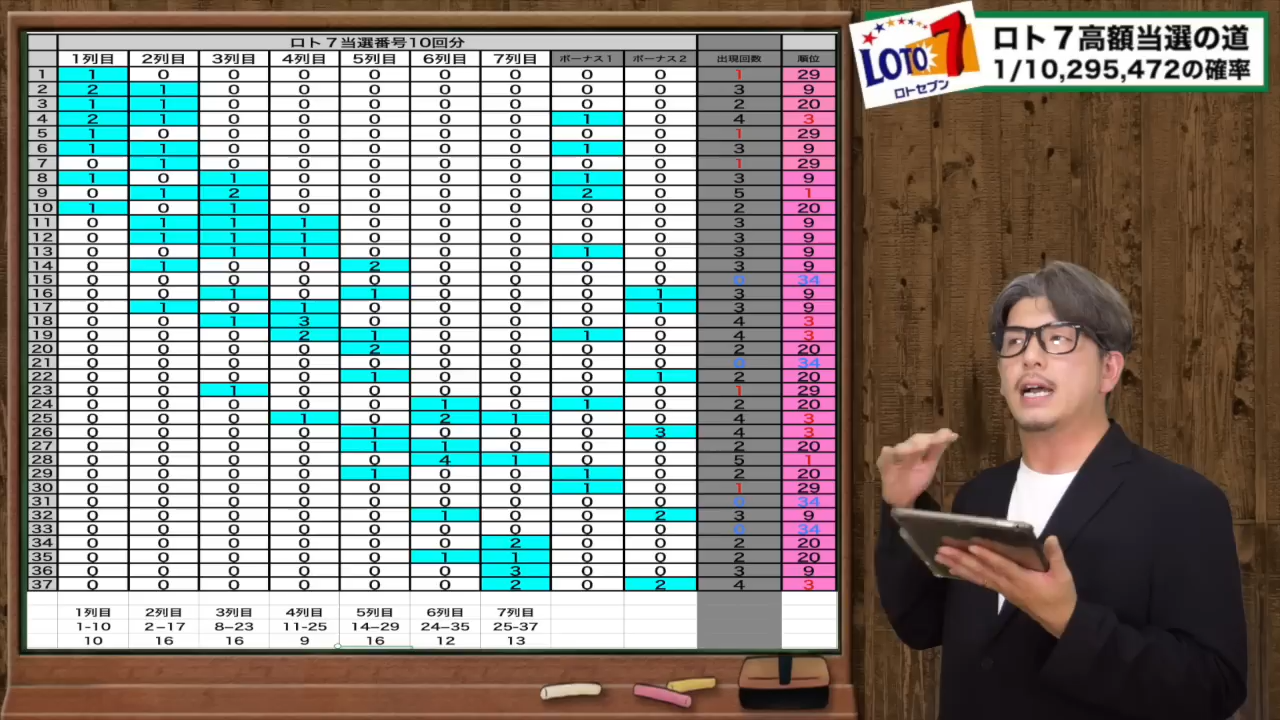 ロト7当選番号10回分
1列目 2列目 3列目 4列目 5列目 6列目 7列目 ボーナス1 ボーナス2 出現回数 順位
1 1 0 0 0 0 0 0 0 0 1 29
2 2 1 0 0 0 0 0 0 0 3 9
3 1 1 0 0 0 0 0 0 0 2 20
4 2 1 0 0 0 0 0 1 0 4 3
5 1 0 0 0 0 0 0 0 0 1 29
6 1 1 0 0 0 0 0 1 0 3 9
7 0 1 0 0 0 0 0 0 0 1 29
8 1 0 1 0 0 0 0 1 0 3 9
9 0 1 2 0 0 0 0 2 0 5 1
10 1 0 1 0 0 0 0 0 0 2 20
11 0 1 1 1 0 0 0 0 0 3 9
12 0 1 1 1 0 0 0 0 0 3 9
13 0 0 1 1 0 0 0 1 0 3 9
14 0 1 0 0 2 0 0 0 0 3 9
15 0 0 0 0 0 0 0 0 0 0 34
16 0 0 1 0 1 0 0 0 1 3 9
17 0 1 0 1 0 0 0 0 1 3 9
18 0 0 1 3 0 0 0 0 0 4 3
19 0 0 0 2 1 0 0 1 0 4 3
20 0 0 0 0 2 0 0 0 0 2 20
21 0 0 0 0 0 0 0 0 0 0 34
22 0 0 0 0 1 0 0 0 1 2 20
23 0 0 1 0 0 0 0 0 0 1 29
24 0 0 0 0 0 1 0 1 0 2 20
25 0 0 0 1 0 2 1 0 0 4 3
26 0 0 0 0 1 0 0 0 3 4 3
27 0 0 0 0 1 1 0 0 0 2 20
28 0 0 0 0 0 4 1 0 0 5 1
29 0 0 0 0 1 0 0 1 0 2 20
30 0 0 0 0 0 0 0 1 0 1 29
31 0 0 0 0 0 0 0 0 0 0 34
32 0 0 0 0 0 1 0 0 2 3 9
33 0 0 0 0 0 0 0 0 0 0 34
34 0 0 0 0 0 0 2 0 0 2 20
35 0 0 0 0 0 1 1 0 0 2 20
36 0 0 0 0 0 0 3 0 0 3 9
37 0 0 0 0 0 0 2 0 2 4 3
1列目 2列目 3列目 4列目 5列目 6列目 7列目
1-10 2-17 8-23 11-25 14-29 24-35 25-37
10 16 16 9 16 12 13
LOTO 7
ロトセブン
ロト7高額当選の道
1/10,295,472の確率